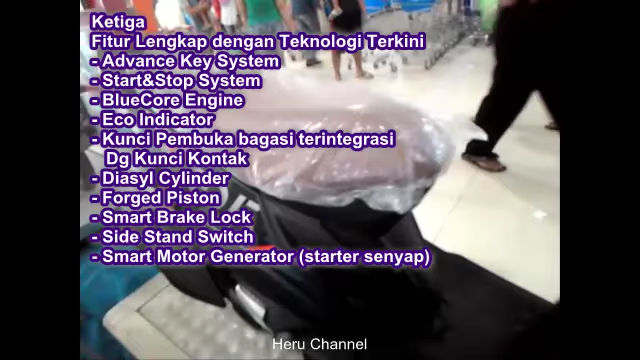 Ketiga
Fitur Lengkap dengan Teknologi Terkini
- Advance Key System
- Start&Stop System
- BlueCore Engine
- Eco Indicator
- Kunci Pembuka bagasi terintegrasi
Dg Kunci Kontak
- Diasyl Cylinder
- Forged Piston
- Smart Brake Lock
- Side Stand Switch
- Smart Motor Generator (starter senyap)
Heru Channel